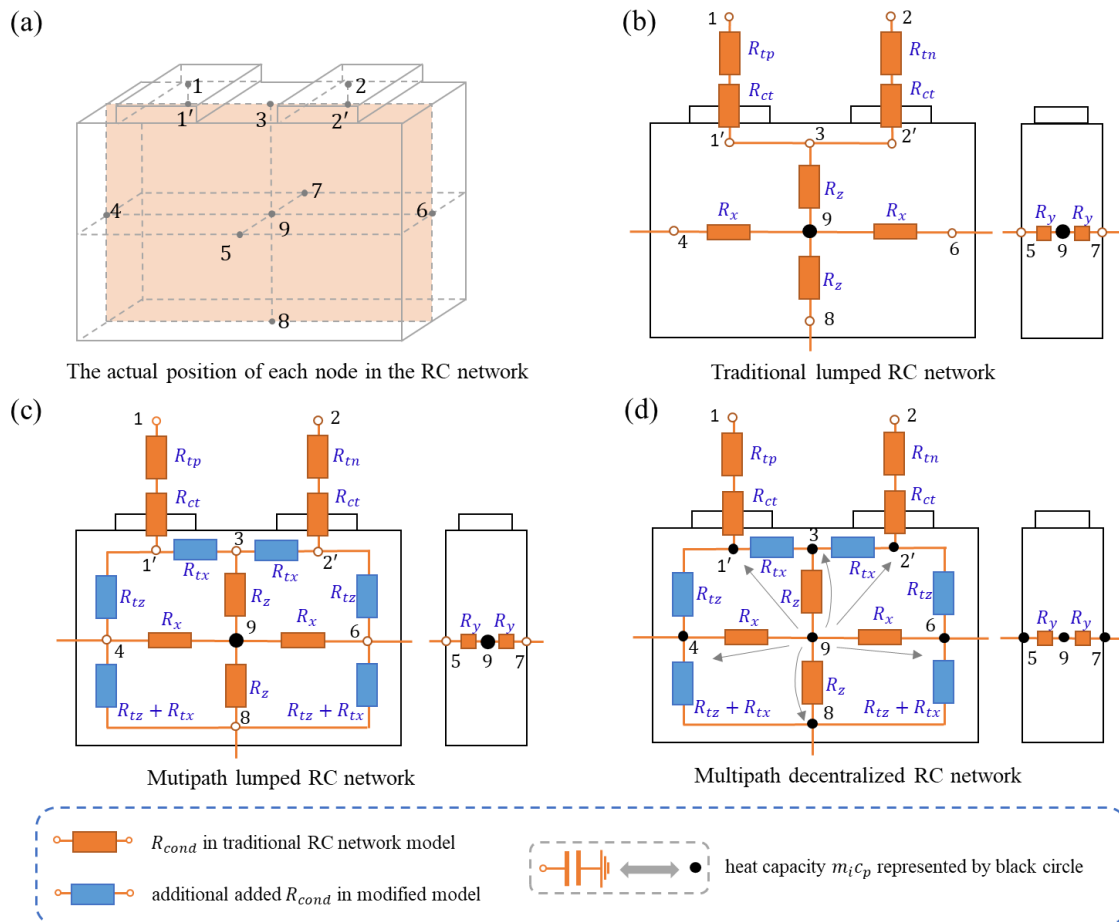 (a)
1
2
1′
3
2′
7
4
6
9
5
8
The actual position of each node in the RC network
(b)
1
2
R_tp
R_tn
R_ct
R_ct
1′
3
2′
R_z
R_x
9
R_x
R_y
R_y
4
6
5
9
7
R_z
8
Traditional lumped RC network
(c)
1
2
R_tp
R_tn
R_ct
R_ct
3
1′
R_tx
R_tx
2′
R_tz
R_z
R_tz
R_x
9
R_x
6
R_y
R_y
4
5
9
7
R_z
R_tz + R_tx
8
R_tz + R_tx
Mutipath lumped RC network
(d)
1
2
R_tp
R_tn
R_ct
R_ct
1′
3
2′
R_tx
R_tx
R_tz
R_z
R_tz
R_x
R_x
6
R_y
R_y
4
9
5
9
7
R_z
R_tz + R_tx
8
R_tz + R_tx
Multipath decentralized RC network
R_cond in traditional RC network model
additional added R_cond in modified model
heat capacity m_i c_p represented by black circle